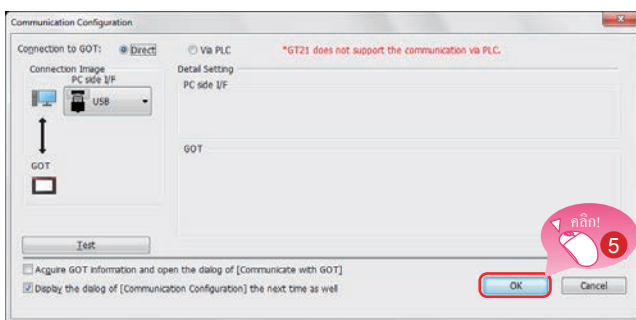 Communication Configuration
Connection to GOT: Direct Via PLC *GT21 does not support the communication via PLC.
Connection Image
PC side I/F
USB
GOT
Detail Setting
PC side I/F
GOT
Test
คลิก!
5
Acquire GOT information and open the dialog of [Communicate with GOT]
Display the dialog of [Communication Configuration] the next time as well
OK Cancel